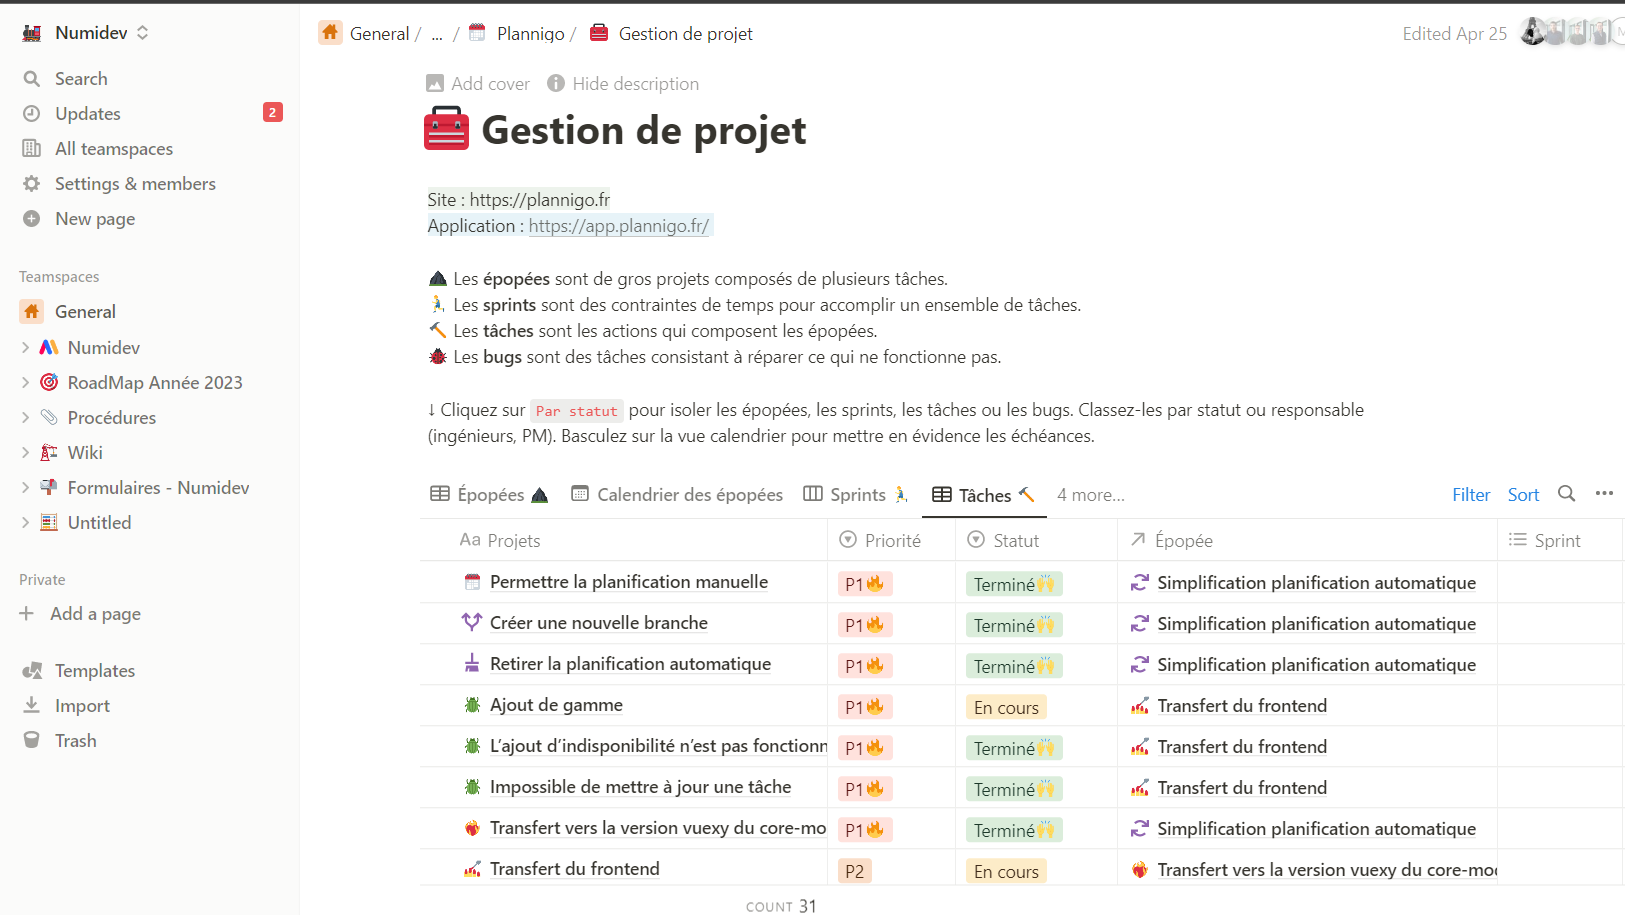 Numidev
Search
Updates
2
All teamspaces
Settings & members
New page
Teamspaces
General
Numidev
RoadMap Année 2023
Procédures
Wiki
Formulaires - Numidev
Untitled
Private
Add a page
Templates
Import
Trash
General / ... / Plannigo / Gestion de projet
Edited Apr 25
Add cover Hide description
Gestion de projet
Site : https://plannigo.fr
Application : https://app.plannigo.fr/
Les épopées sont de gros projets composés de plusieurs tâches.
Les sprints sont des contraintes de temps pour accomplir un ensemble de tâches.
Les tâches sont les actions qui composent les épopées.
Les bugs sont des tâches consistant à réparer ce qui ne fonctionne pas.
↓ Cliquez sur Par statut pour isoler les épopées, les sprints, les tâches ou les bugs. Classez-les par statut ou responsable
(ingénieurs, PM). Basculez sur la vue calendrier pour mettre en évidence les échéances.
Épopées Calendrier des épopées Sprints Tâches 4 more... Filter Sort
Aa Projets Priorité Statut Épopée Sprint
Permettre la planification manuelle P1 Terminé Simplification planification automatique
Créer une nouvelle branche P1 Terminé Simplification planification automatique
Retirer la planification automatique P1 Terminé Simplification planification automatique
Ajout de gamme P1 En cours Transfert du frontend
L'ajout d'indisponibilité n'est pas fonctionn P1 Terminé Transfert du frontend
Impossible de mettre à jour une tâche P1 Terminé Transfert du frontend
Transfert vers la version vuexy du core-mo P1 Terminé Simplification planification automatique
Transfert du frontend P2 En cours Transfert vers la version vuexy du core-mo
COUNT 31